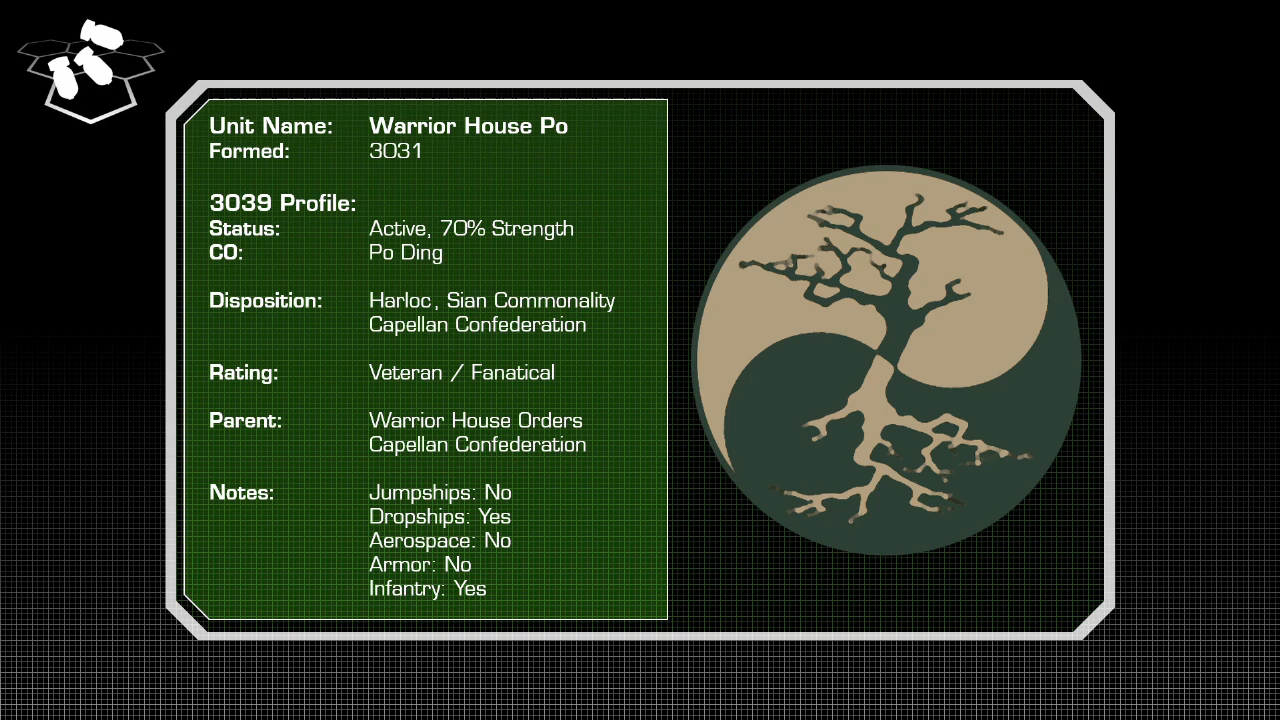 Unit Name: Warrior House Po
Formed: 3031
3039 Profile:
Status: Active, 70% Strength
CO: Po Ding
Disposition: Harloc, Sian Commonality
Capellan Confederation
Rating: Veteran / Fanatical
Parent: Warrior House Orders
Capellan Confederation
Notes: Jumpships: No
Dropships: Yes
Aerospace: No
Armor: No
Infantry: Yes